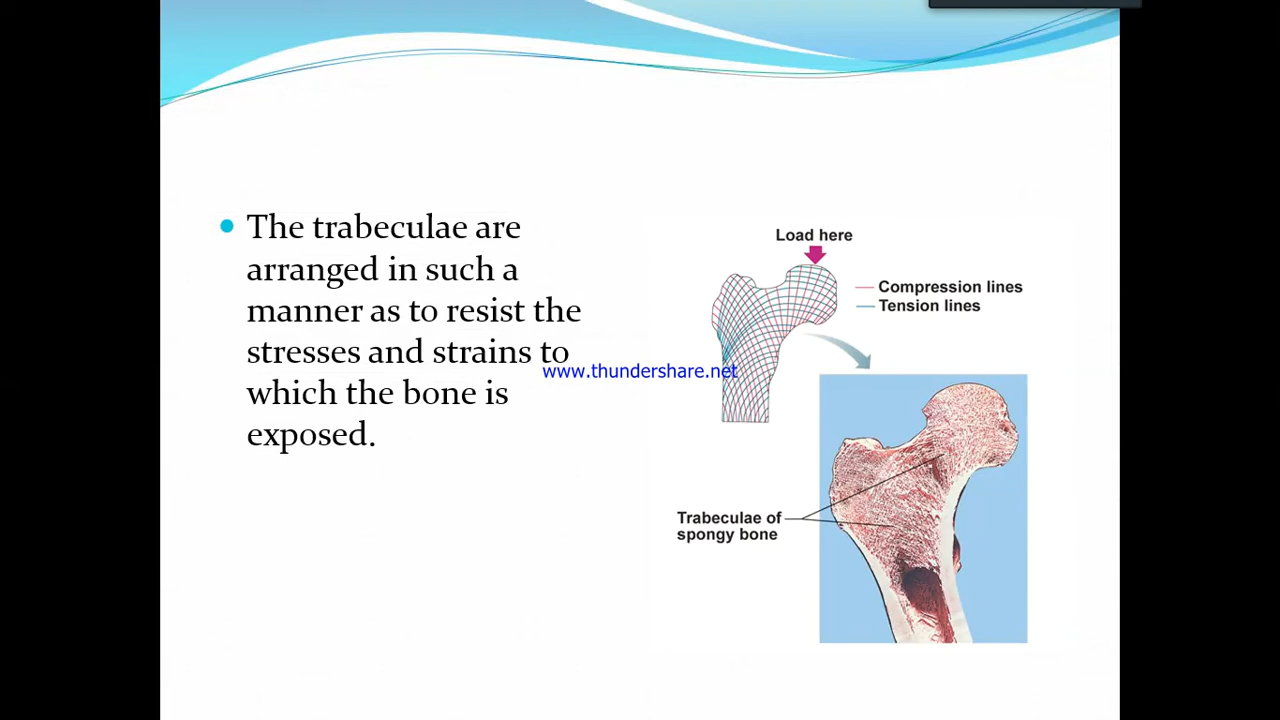 The trabeculae are
arranged in such a
manner as to resist the
stresses and strains to
which the bone is
exposed.
www.thundershare.net
Load here
Compression lines
Tension lines
Trabeculae of
spongy bone